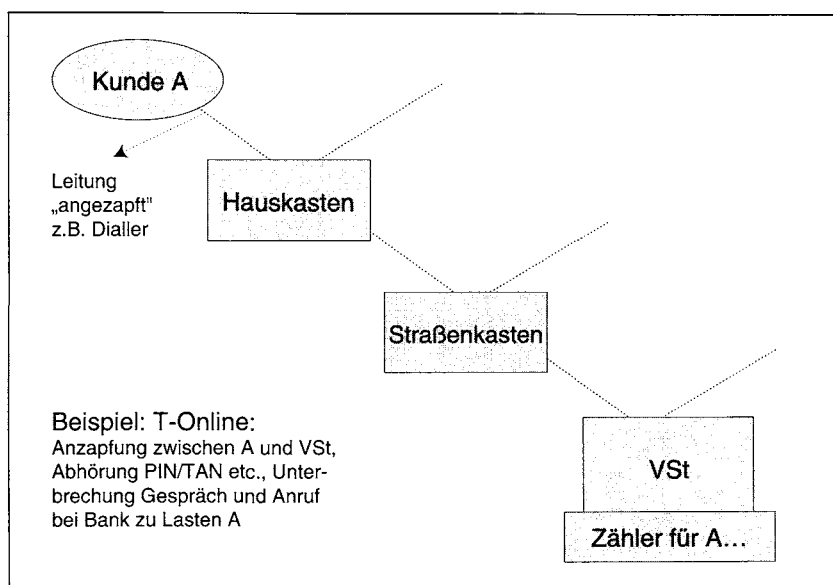 Kunde A
Leitung
„angezapft"
z.B. Dialler
Hauskasten
Straßenkasten
Beispiel: T-Online:
Anzapfung zwischen A und VSt,
Abhörung PIN/TAN etc., Unter-
brechung Gespräch und Anruf
bei Bank zu Lasten A
VSt
Zähler für A...